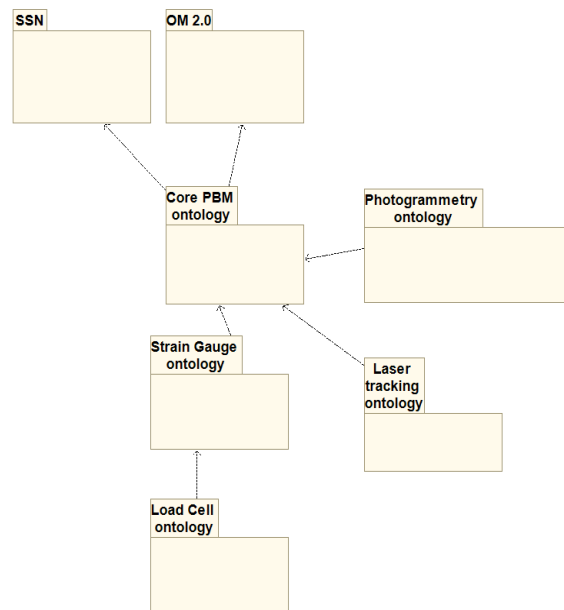 SSN
OM 2.0
Core PBM
ontology
Photogrammetry
ontology
Strain Gauge
ontology
Laser
tracking
ontology
Load Cell
ontology